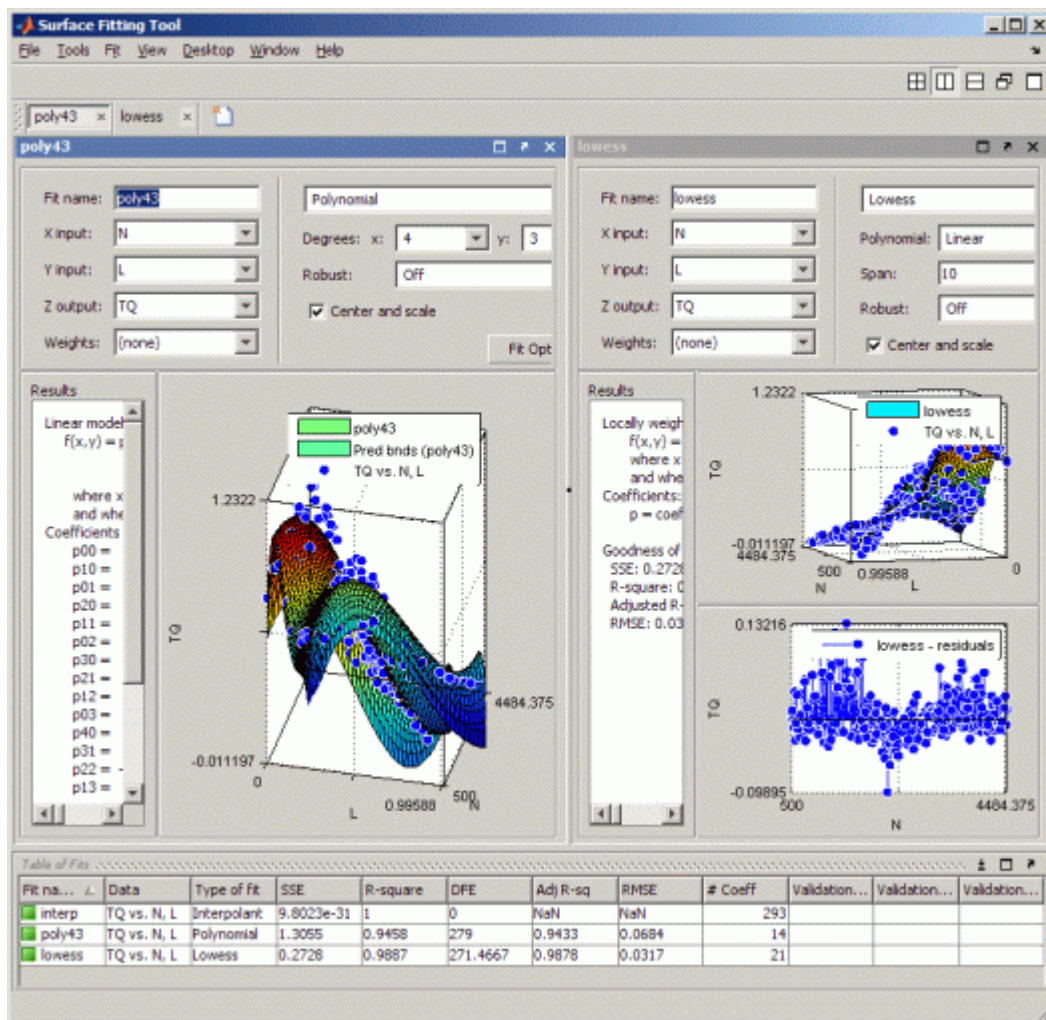 Surface Fitting Tool
File Tools Fit View Desktop Window Help
poly43 lowess
poly43
Fit name: poly43
X input: N
Y input: L
Z output: TQ
Weights: (none)
Polynomial
Degrees: x: 4 y: 3
Robust: Off
Center and scale
Fit Opt
Results
Linear model
f(x,y) = p
where x
and whe
Coefficients
p00 =
p10 =
p01 =
p20 =
p11 =
p02 =
p30 =
p21 =
p12 =
p03 =
p40 =
p31 =
p22 = -
p13 =
poly43
Pred bnds (poly43)
TQ vs. N, L
1.2322
TQ
-0.011197
0
L
0.99588
500
N
4484.375
lowess
Fit name: lowess
X input: N
Y input: L
Z output: TQ
Weights: (none)
Lowess
Polynomial: Linear
Span: 10
Robust: Off
Center and scale
Results
Locally weigh
f(x,y) =
where x
and whe
Coefficients:
p = coef
Goodness of
SSE: 0.2728
R-square: 0
Adjusted R-
RMSE: 0.03
1.2322
lowess
TQ vs. N, L
TQ
-0.011197
4484.375
500
N
0.99588
L
0
0.13216
lowess - residuals
TQ
-0.09895
500
4484.375
N
Table of Fits
Fit na... Data Type of fit SSE R-square DFE Adj R-sq RMSE # Coeff Validation... Validation... Validation...
interp TQ vs. N, L Interpolant 9.8023e-31 1 0 NaN NaN 293
poly43 TQ vs. N, L Polynomial 1.3055 0.9458 279 0.9433 0.0684 14
lowess TQ vs. N, L Lowess 0.2728 0.9887 271.4667 0.9878 0.0317 21